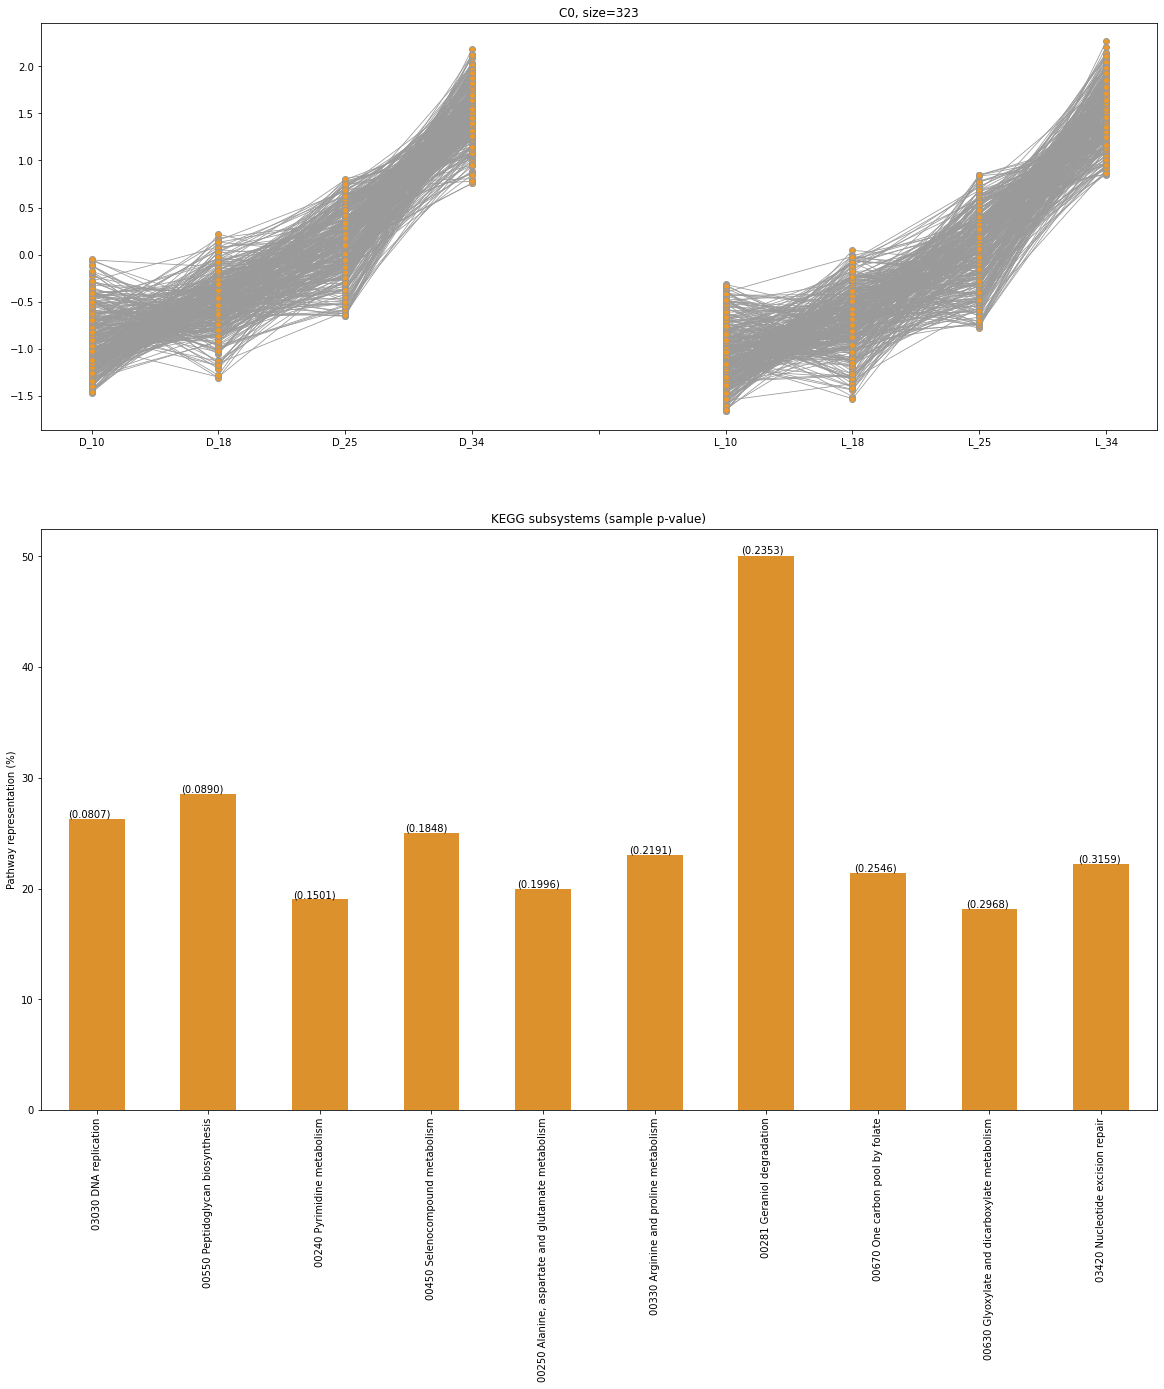 C0, size=323
2.0
1.5
1.0
0.5
0.0
−0.5
−1.0
−1.5
D_10 D_18 D_25 D_34 L_10 L_18 L_25 L_34
KEGG subsystems (sample p-value)
Pathway representation (%)
50
40
30
20
10
0
(0.0807)
(0.0890)
(0.1501)
(0.1848)
(0.1996)
(0.2191)
(0.2353)
(0.2546)
(0.2968)
(0.3159)
03030 DNA replication
00550 Peptidoglycan biosynthesis
00240 Pyrimidine metabolism
00450 Selenocompound metabolism
00250 Alanine, aspartate and glutamate metabolism
00330 Arginine and proline metabolism
00281 Geraniol degradation
00670 One carbon pool by folate
00630 Glyoxylate and dicarboxylate metabolism
03420 Nucleotide excision repair